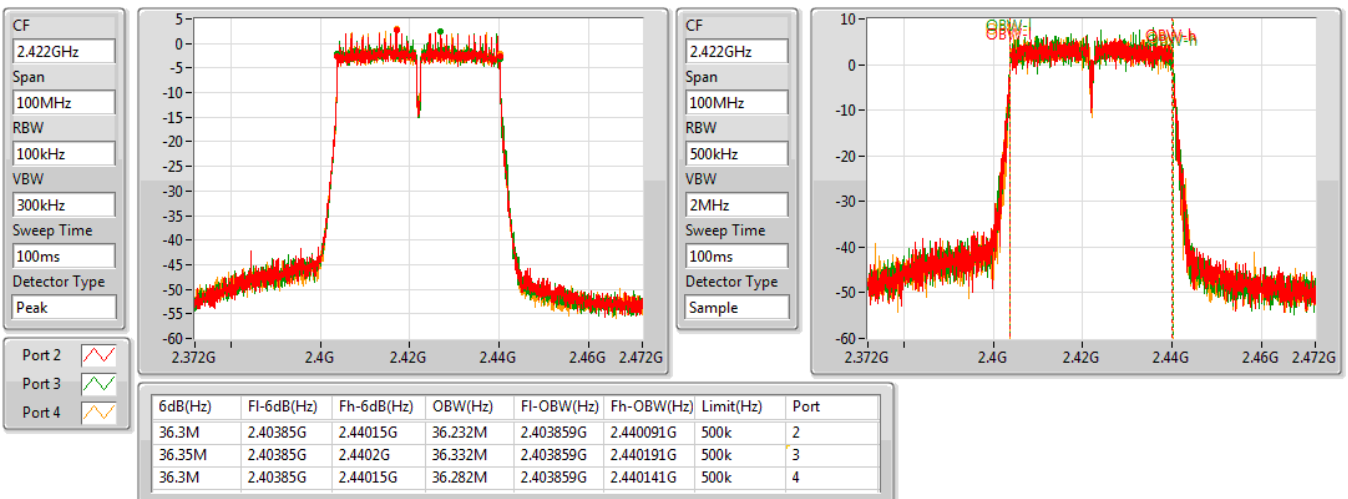 CF
2.422GHz
Span
100MHz
RBW
100kHz
VBW
300kHz
Sweep Time
100ms
Detector Type
Peak
5
0
-5
-10
-15
-20
-25
-30
-35
-40
-45
-50
-55
-60
2.372G 2.4G 2.42G 2.44G 2.46G 2.472G
CF
2.422GHz
Span
100MHz
RBW
500kHz
VBW
2MHz
Sweep Time
100ms
Detector Type
Sample
OBW-l
OBW-l
OBW-h
OBW-h
10
0
-10
-20
-30
-40
-50
-60
2.372G 2.4G 2.42G 2.44G 2.46G 2.472G
Port 2
Port 3
Port 4
6dB(Hz) Fl-6dB(Hz) Fh-6dB(Hz) OBW(Hz) Fl-OBW(Hz) Fh-OBW(Hz) Limit(Hz) Port
36.3M 2.40385G 2.44015G 36.232M 2.403859G 2.440091G 500k 2
36.35M 2.40385G 2.4402G 36.332M 2.403859G 2.440191G 500k 3
36.3M 2.40385G 2.44015G 36.282M 2.403859G 2.440141G 500k 4